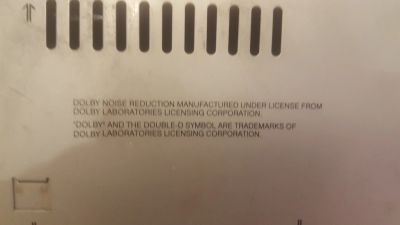 DOLBY NOISE REDUCTION MANUFACTURED UNDER LICENSE FROM
DOLBY LABORATORIES LICENSING CORPORATION.
"DOLBY" AND THE DOUBLE-D SYMBOL ARE TRADEMARKS OF
DOLBY LABORATORIES LICENSING CORPORATION.